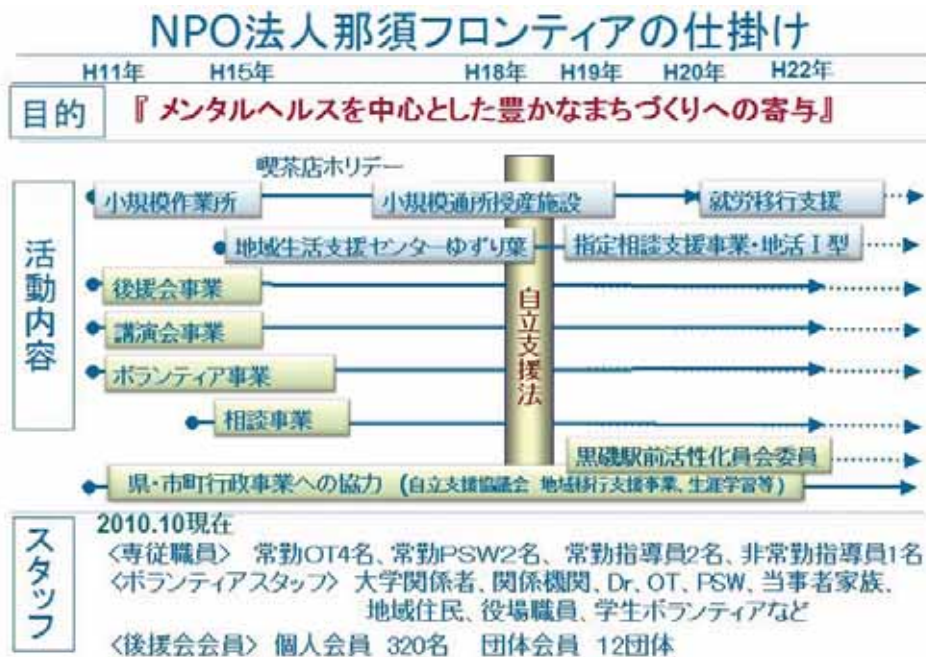 NPO法人那須フロンティアの仕掛け
H11年 H15年 H18年 H19年 H20年 H22年
目的 『メンタルヘルスを中心とした豊かなまちづくりへの寄与』
活動内容
喫茶店ホリデー
小規模作業所 小規模通所授産施設 就労移行支援
地域生活支援センターゆずり葉 指定相談支援事業・地活Ⅰ型
後援会事業
講演会事業
ボランティア事業
相談事業
自立支援法
黒磯駅前活性化員会委員
県・市町行政事業への協力 (自立支援協議会 地域移行支援事業、生涯学習等)
スタッフ
2010.10現在
〈専従職員〉 常勤OT4名、常勤PSW2名、常勤指導員2名、非常勤指導員1名
〈ボランティアスタッフ〉 大学関係者、関係機関、Dr、OT、PSW、当事者家族、
地域住民、役場職員、学生ボランティアなど
〈後援会会員〉 個人会員 320名 団体会員 12団体